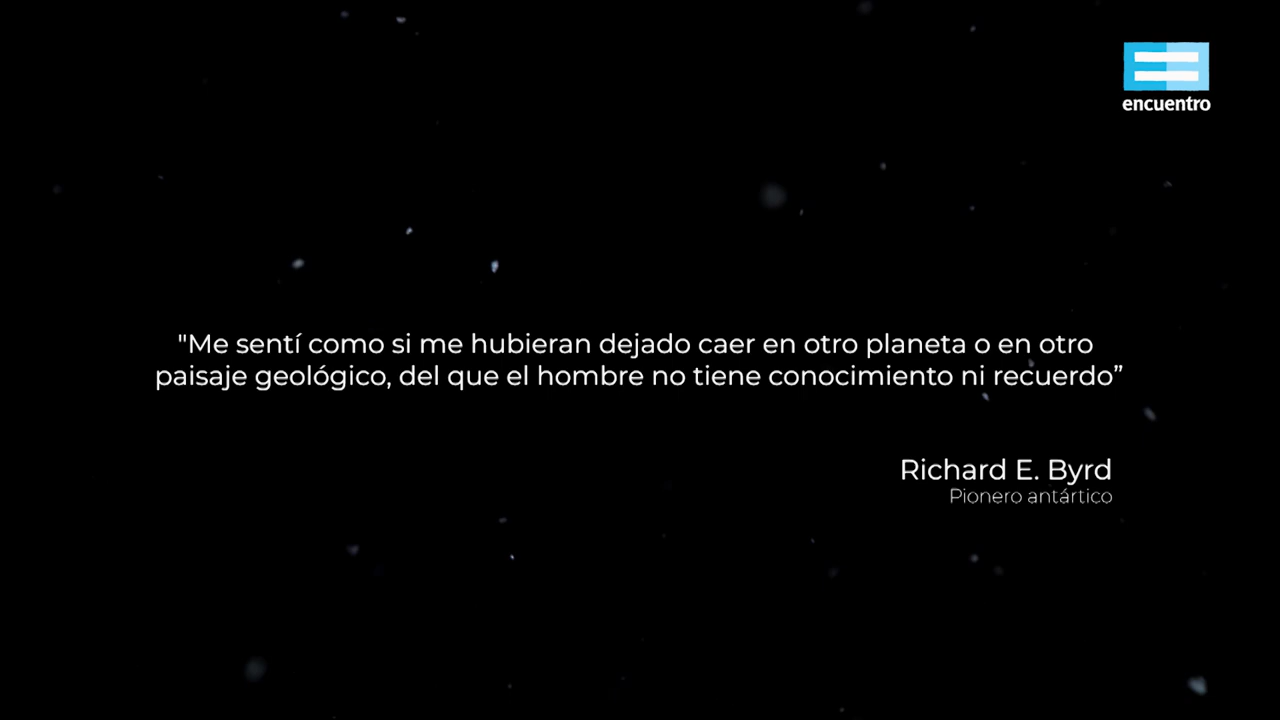 encuentro
"Me sentí como si me hubieran dejado caer en otro planeta o en otro
paisaje geológico, del que el hombre no tiene conocimiento ni recuerdo”
Richard E. Byrd
Pionero antártico